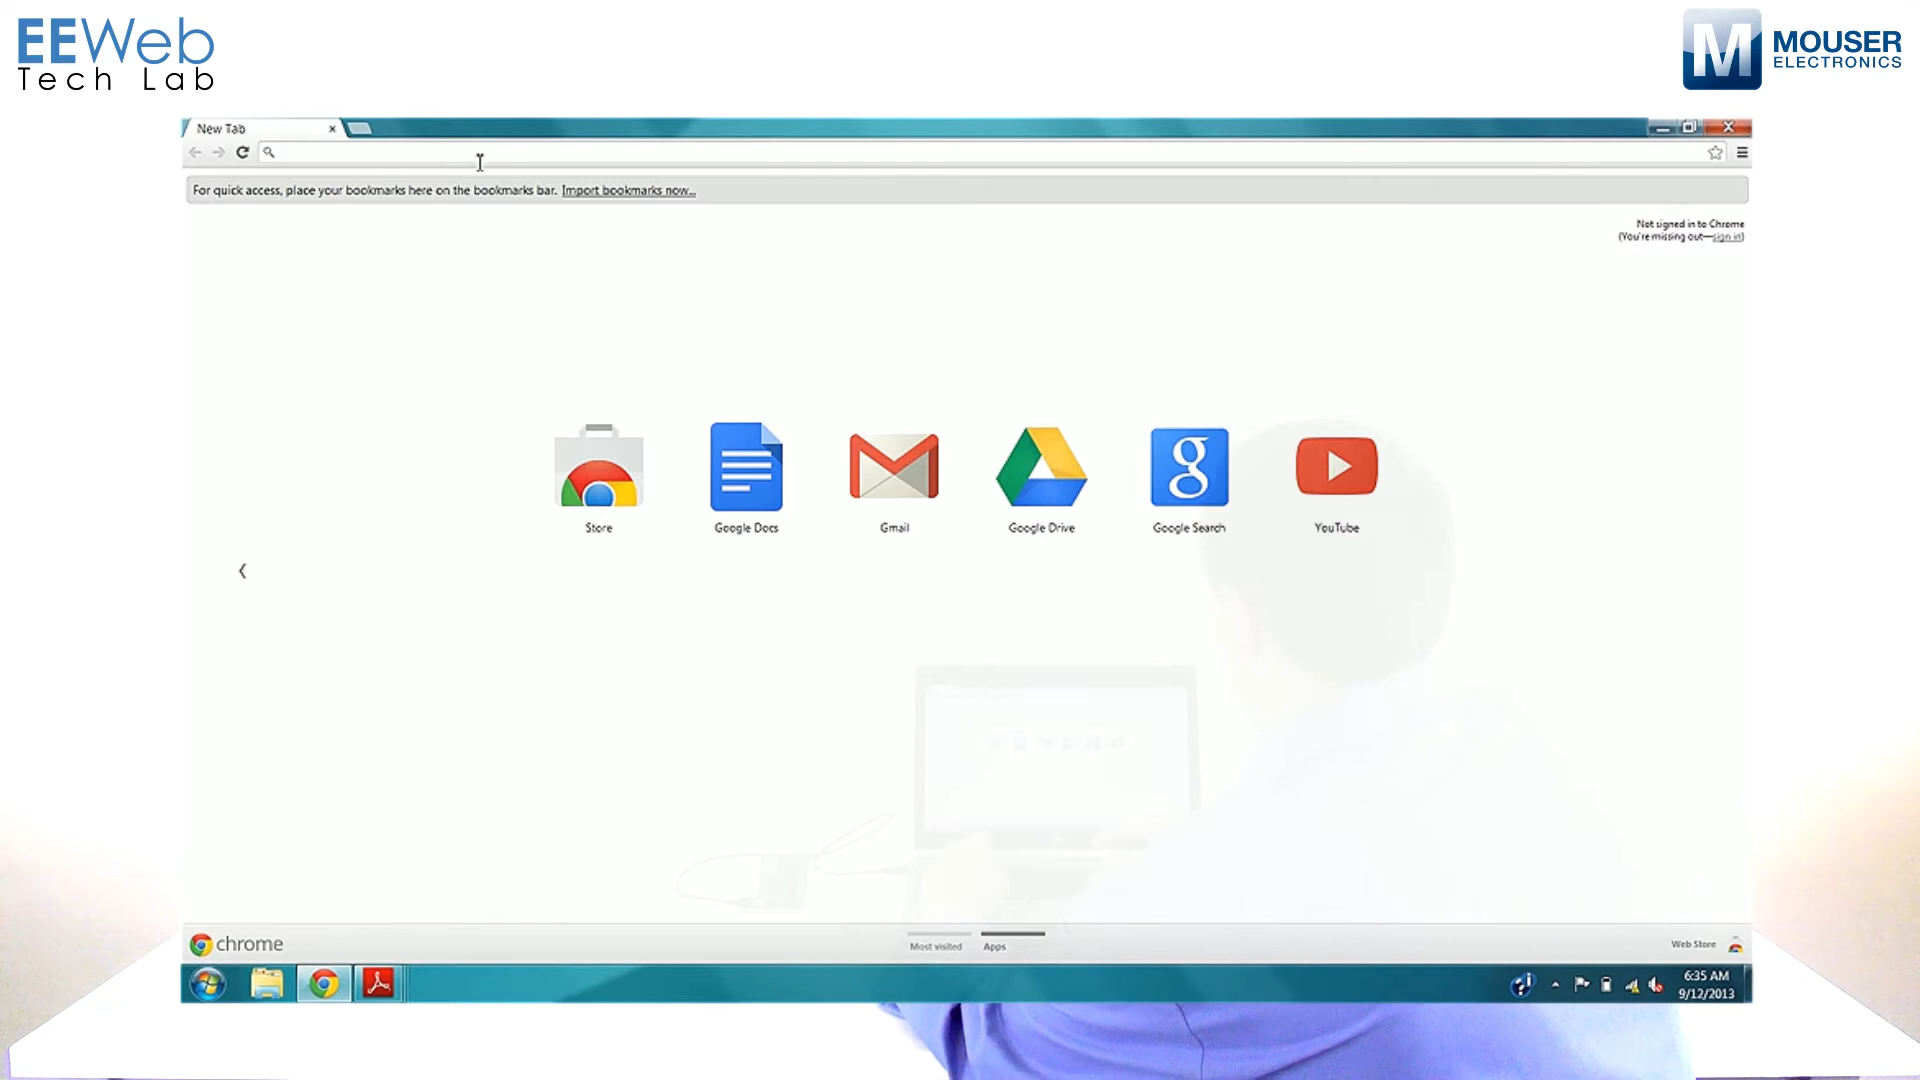 EEWeb
Tech Lab
MOUSER
ELECTRONICS
New Tab
For quick access, place your bookmarks here on the bookmarks bar. Import bookmarks now...
Not signed in to Chrome
(You're missing out—sign in)
Store
Google Docs
Gmail
Google Drive
Google Search
YouTube
chrome
Most visited
Apps
Web Store
6:35 AM
9/12/2013